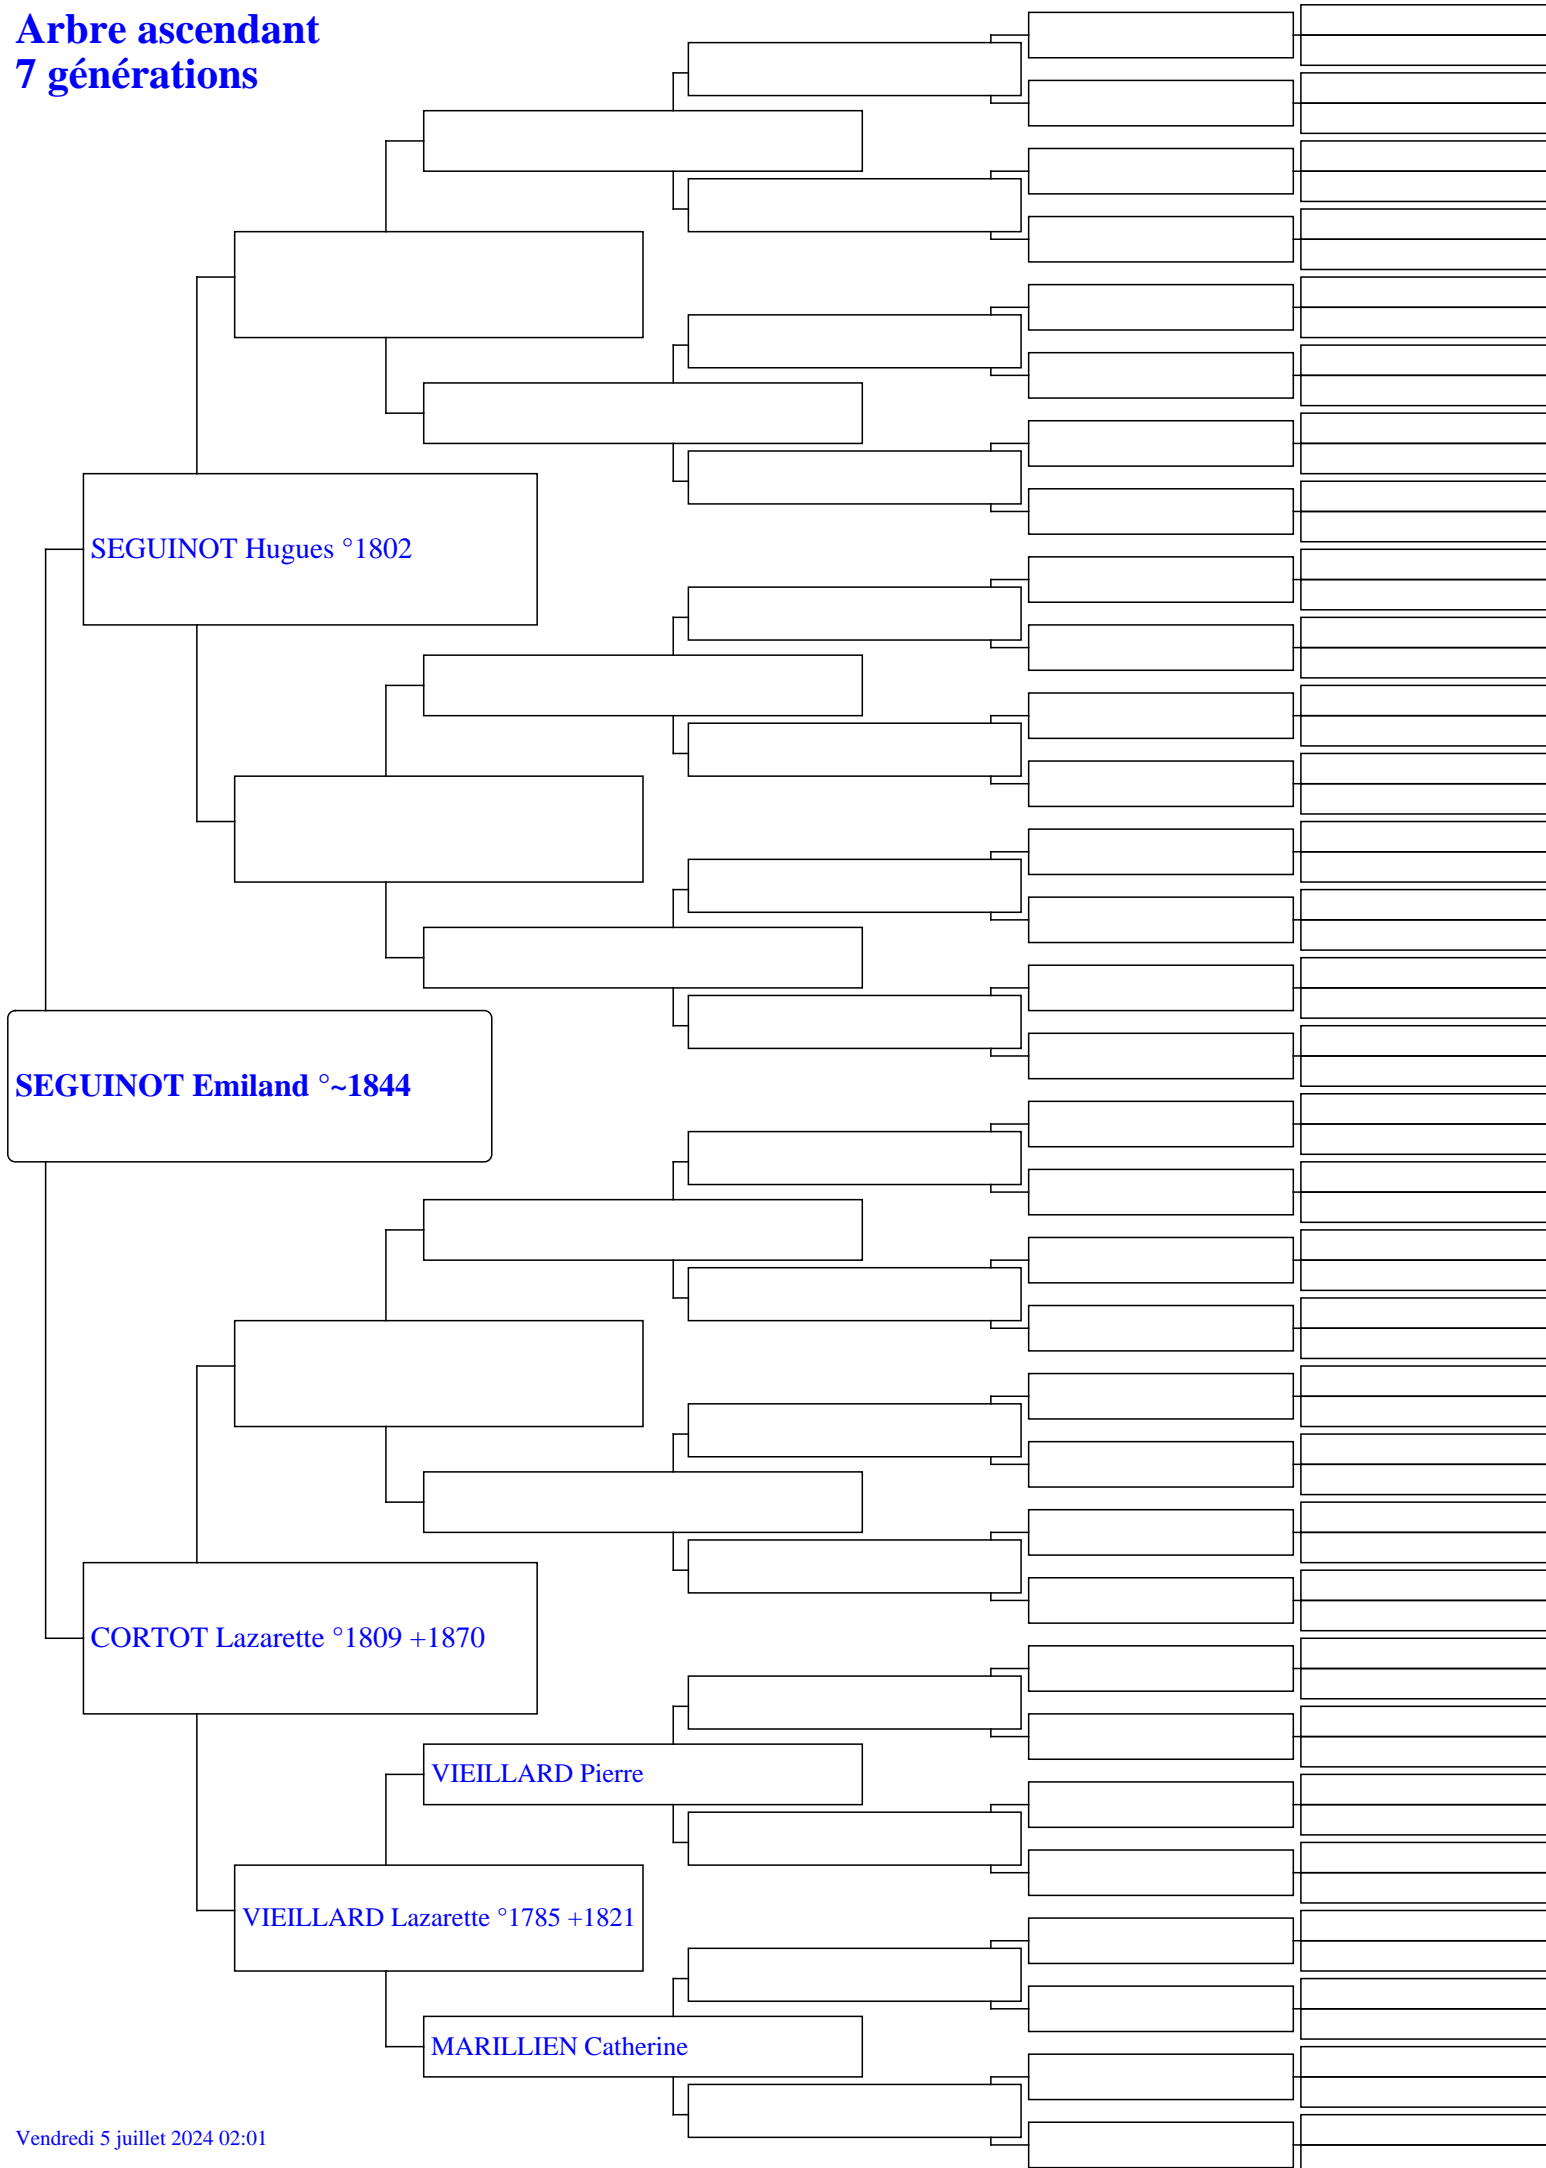 Arbre ascendant
7 générations
SEGUINOT Hugues °1802
SEGUINOT Emiland °~1844
CORTOT Lazarette °1809 +1870
VIEILLARD Pierre
VIEILLARD Lazarette °1785 +1821
MARILLIEN Catherine
Vendredi 5 juillet 2024 02:01